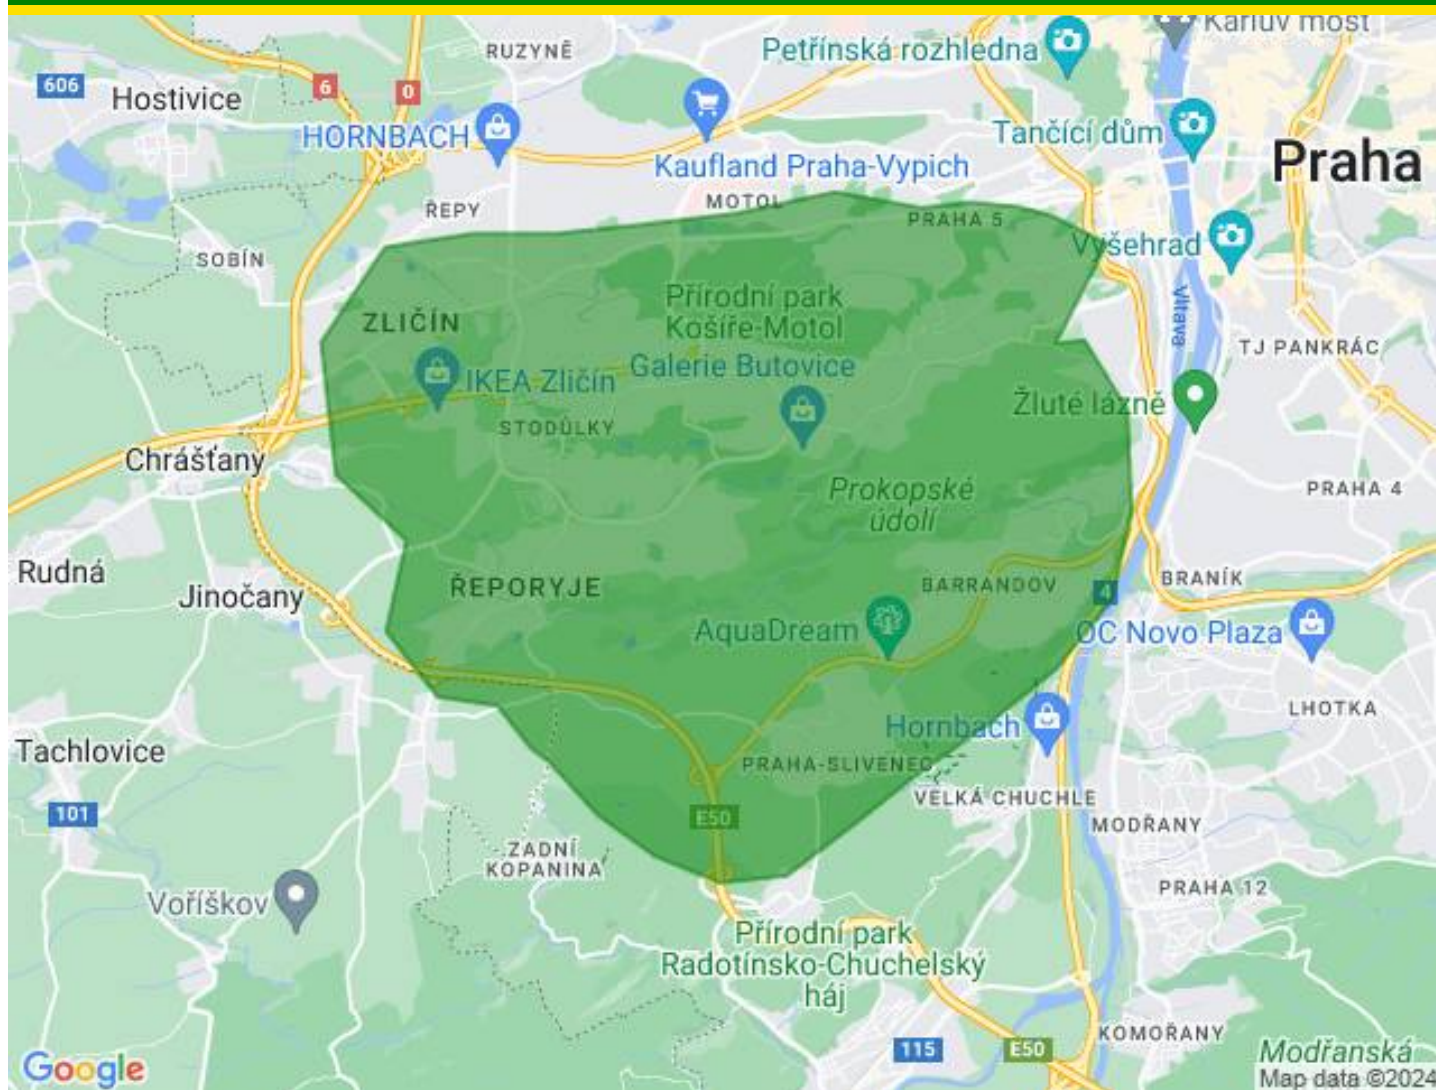 Karlův most
RUZYNĚ
Petřínská rozhledna
606
6
0
Hostivice
HORNBACH
Tančící dům
Praha
Kaufland Praha-Vypich
MOTOL
ŘEPY
PRAHA 5
Vyšehrad
SOBÍN
Přírodní park
Košíře-Motol
Vltava
ZLIČÍN
TJ PANKRÁC
Galerie Butovice
IKEA Zličín
Žluté lázně
STODŮLKY
Chrášťany
Prokopské
údolí
PRAHA 4
Rudná
BRANÍK
BARRANDOV
4
ŘEPORYJE
Jinočany
AquaDream
OC Novo Plaza
LHOTKA
Hornbach
Tachlovice
PRAHA-SLIVENEC
VELKÁ CHUCHLE
101
E50
MODŘANY
ZADNÍ
KOPANINA
PRAHA 12
Voříškov
Přírodní park
Radotínsko-Chuchelský
háj
KOMOŘANY
115
E50
Modřanská
Google
Map data ©2024